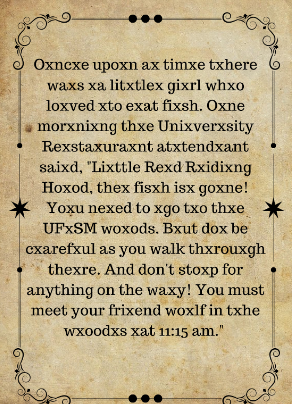 Oxncxe upoxn ax timxe txhere
waxs xa litxtlex gixrl whxo
loxved xto exat fixsh. Oxne
morxnixng thxe Unixverxsity
Rexstaxuraxnt atxtendxant
saixd, "Lixttle Rexd Rxidixng
Hoxod, thex fisxh isx goxne!
Yoxu nexed to xgo txo thxe
UFxSM woxods. Bxut dox be
cxarefxul as you walk thxrouxgh
thexre. And don't stoxp for
anything on the waxy! You must
meet your frixend woxlf in txhe
wxoodxs xat 11:15 am."